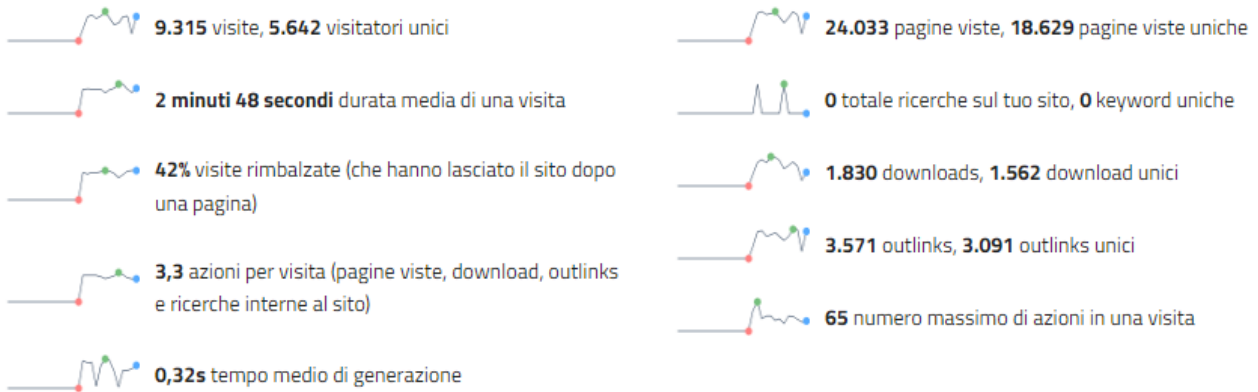 9.315 visite, 5.642 visitatori unici
2 minuti 48 secondi durata media di una visita
42% visite rimbalzate (che hanno lasciato il sito dopo
una pagina)
3,3 azioni per visita (pagine viste, download, outlinks
e ricerche interne al sito)
0,32s tempo medio di generazione
24.033 pagine viste, 18.629 pagine viste uniche
0 totale ricerche sul tuo sito, 0 keyword uniche
1.830 downloads, 1.562 download unici
3.571 outlinks, 3.091 outlinks unici
65 numero massimo di azioni in una visita